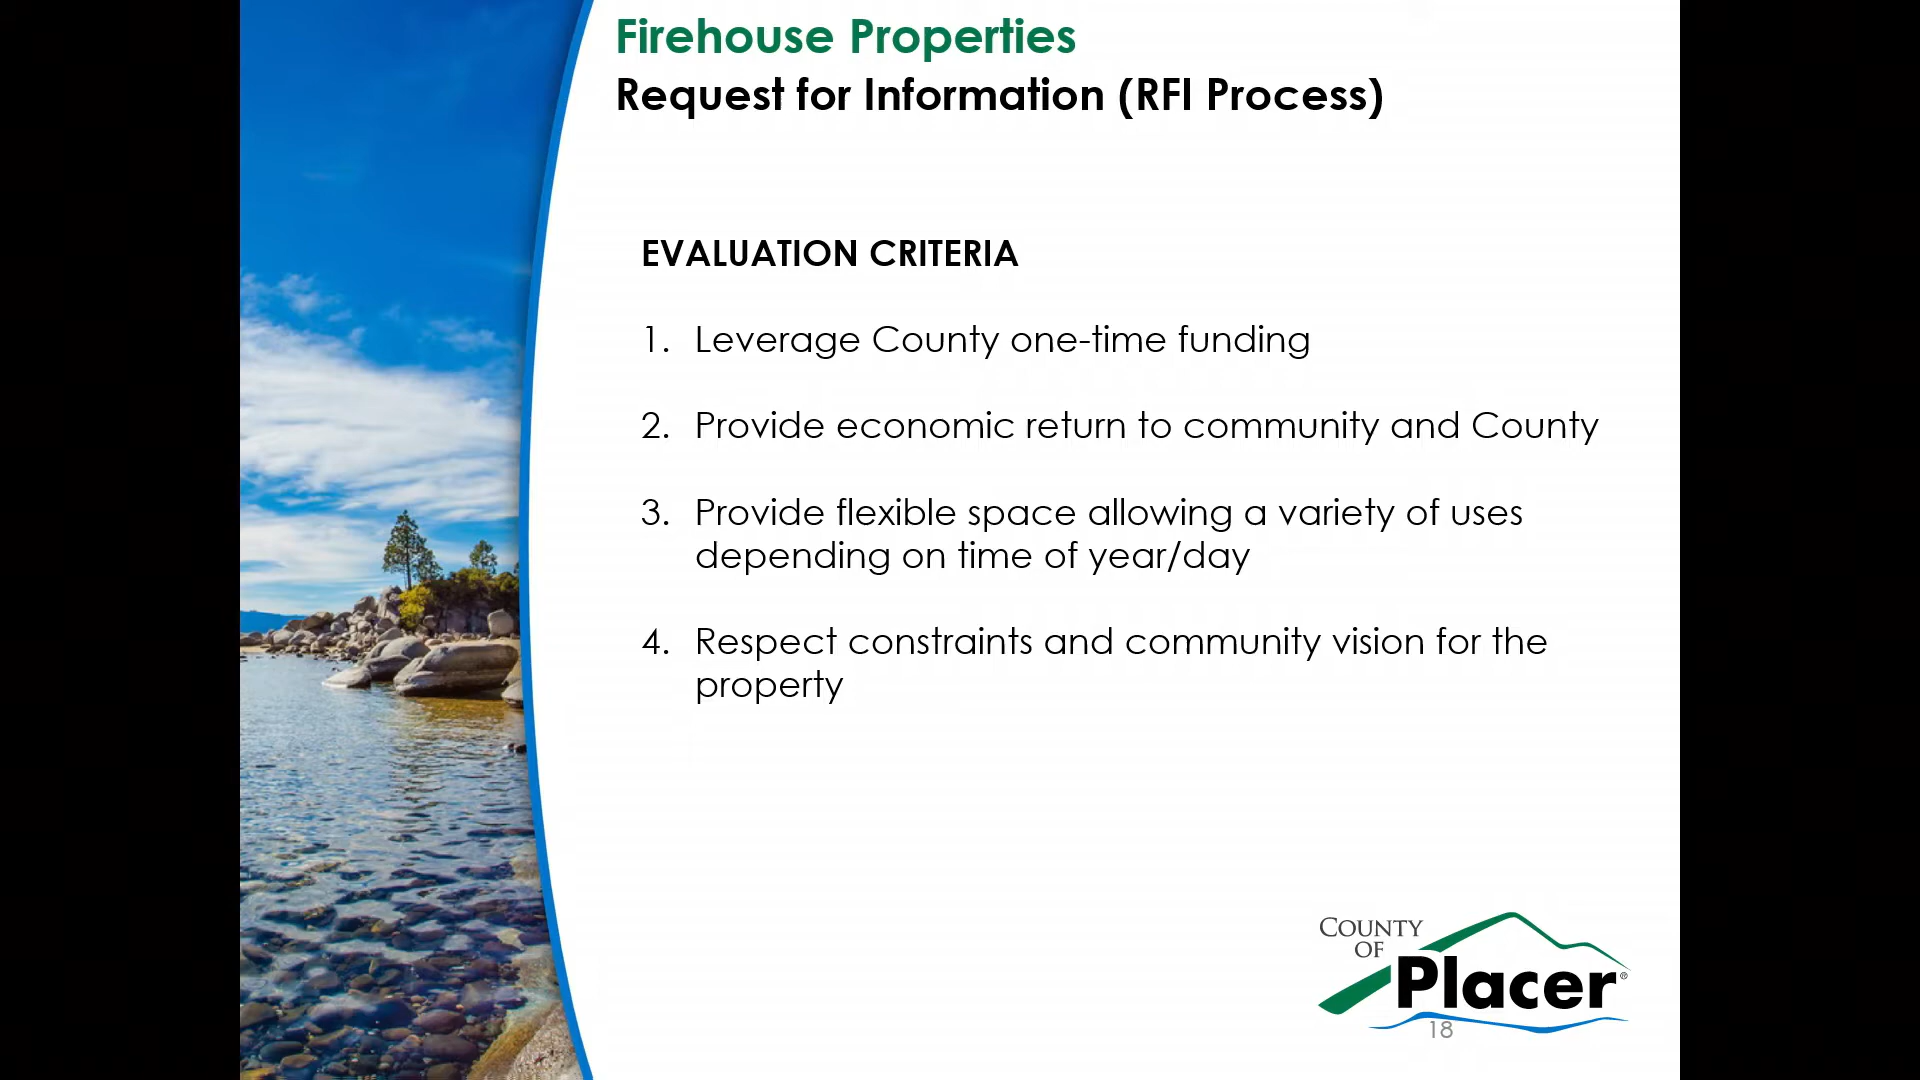 Firehouse Properties
Request for Information (RFI Process)
EVALUATION CRITERIA
1. Leverage County one-time funding
2. Provide economic return to community and County
3. Provide flexible space allowing a variety of uses
depending on time of year/day
4. Respect constraints and community vision for the
property
COUNTY
OF
Placer®
18